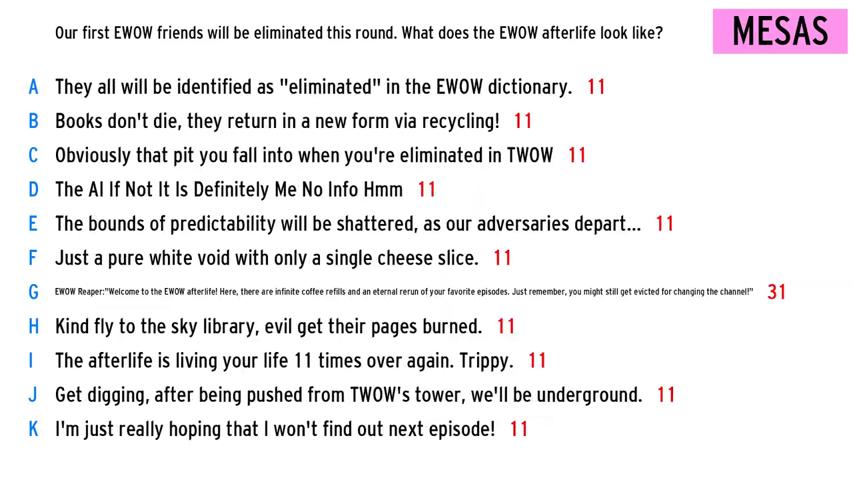 Our first EWOW friends will be eliminated this round. What does the EWOW afterlife look like?
MESAS
A They all will be identified as "eliminated" in the EWOW dictionary. 11
B Books don't die, they return in a new form via recycling! 11
C Obviously that pit you fall into when you're eliminated in TWOW 11
D The AI If Not It Is Definitely Me No Info Hmm 11
E The bounds of predictability will be shattered, as our adversaries depart... 11
F Just a pure white void with only a single cheese slice. 11
G EWOW Reaper:"Welcome to the EWOW afterlife! Here, there are infinite coffee refills and an eternal rerun of your favorite episodes. Just remember, you might still get evicted for changing the channel!" 31
H Kind fly to the sky library, evil get their pages burned. 11
I The afterlife is living your life 11 times over again. Trippy. 11
J Get digging, after being pushed from TWOW's tower, we'll be underground. 11
K I'm just really hoping that I won't find out next episode! 11